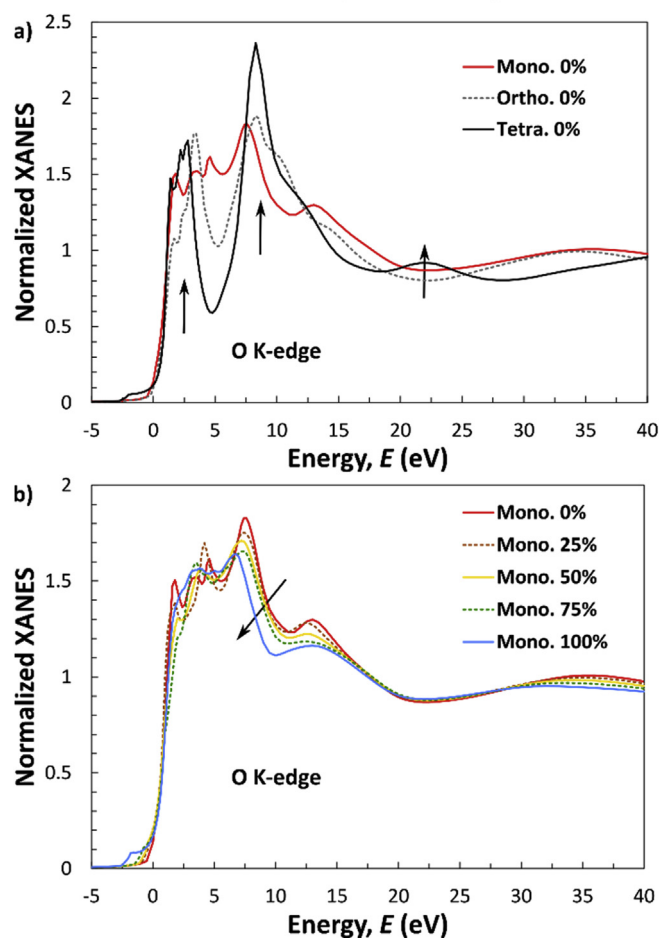 a)
Normalized XANES
2.5
2
1.5
1
0.5
0
Mono. 0%
Ortho. 0%
Tetra. 0%
O K-edge
-5 0 5 10 15 20 25 30 35 40
Energy, E (eV)
b)
Normalized XANES
2
1.5
1
0.5
0
Mono. 0%
Mono. 25%
Mono. 50%
Mono. 75%
Mono. 100%
O K-edge
-5 0 5 10 15 20 25 30 35 40
Energy, E (eV)